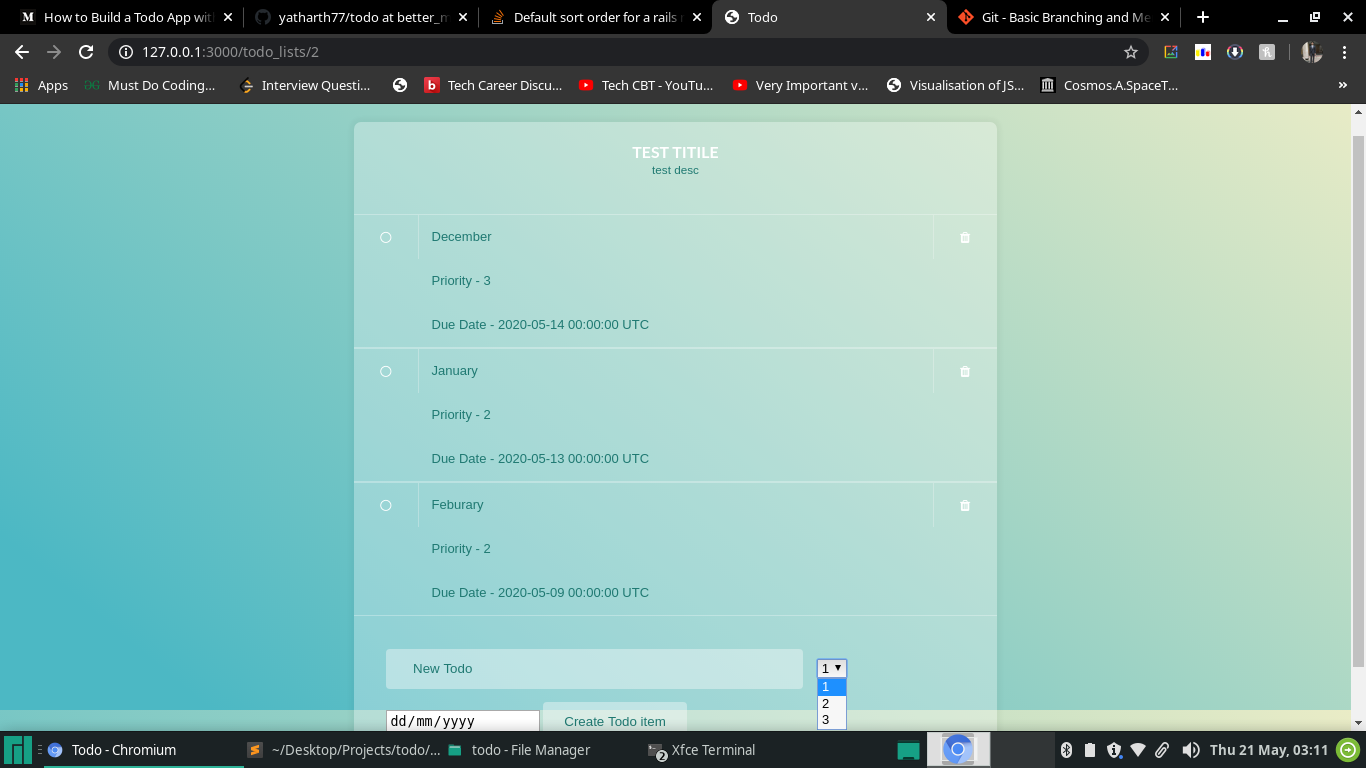 How to Build a Todo App with
yatharth77/todo at better_m
Default sort order for a rails
Todo
Git - Basic Branching and Me
127.0.0.1:3000/todo_lists/2
Apps
Must Do Coding...
Interview Questi...
Tech Career Discu...
Tech CBT - YouTu...
Very Important v...
Visualisation of JS...
Cosmos.A.SpaceT...
TEST TITILE
test desc
December
Priority - 3
Due Date - 2020-05-14 00:00:00 UTC
January
Priority - 2
Due Date - 2020-05-13 00:00:00 UTC
Feburary
Priority - 2
Due Date - 2020-05-09 00:00:00 UTC
New Todo
1
1
2
3
dd/mm/yyyy
Create Todo item
Todo - Chromium
~/Desktop/Projects/todo/...
todo - File Manager
2
Xfce Terminal
Thu 21 May, 03:11